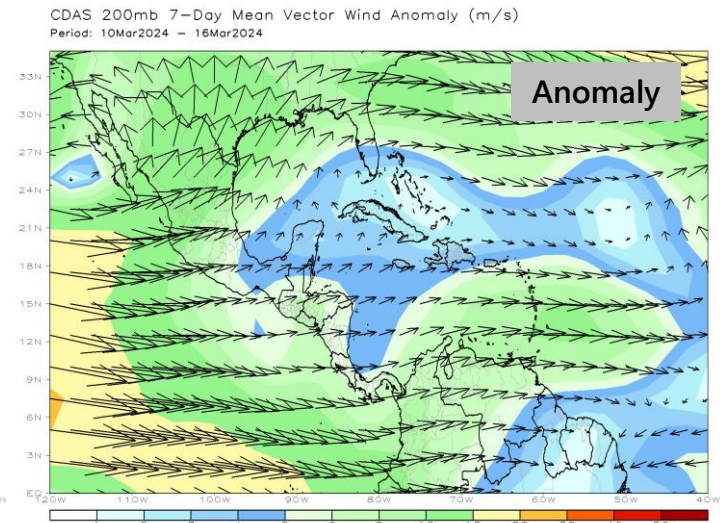 CDAS 200mb 7-Day Mean Vector Wind Anomaly (m/s)
Period: 10Mar2024 - 16Mar2024
Anomaly
33N
30N
27N
24N
21N
18N
15N
12N
9N
6N
3N
EQ
120W 110W 100W 90W 80W 70W 60W 50W 40W